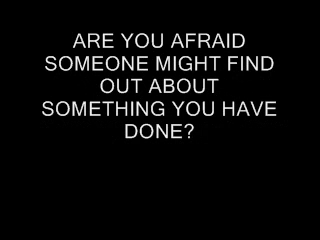 ARE YOU AFRAID
SOMEONE MIGHT FIND
OUT ABOUT
SOMETHING YOU HAVE
DONE?